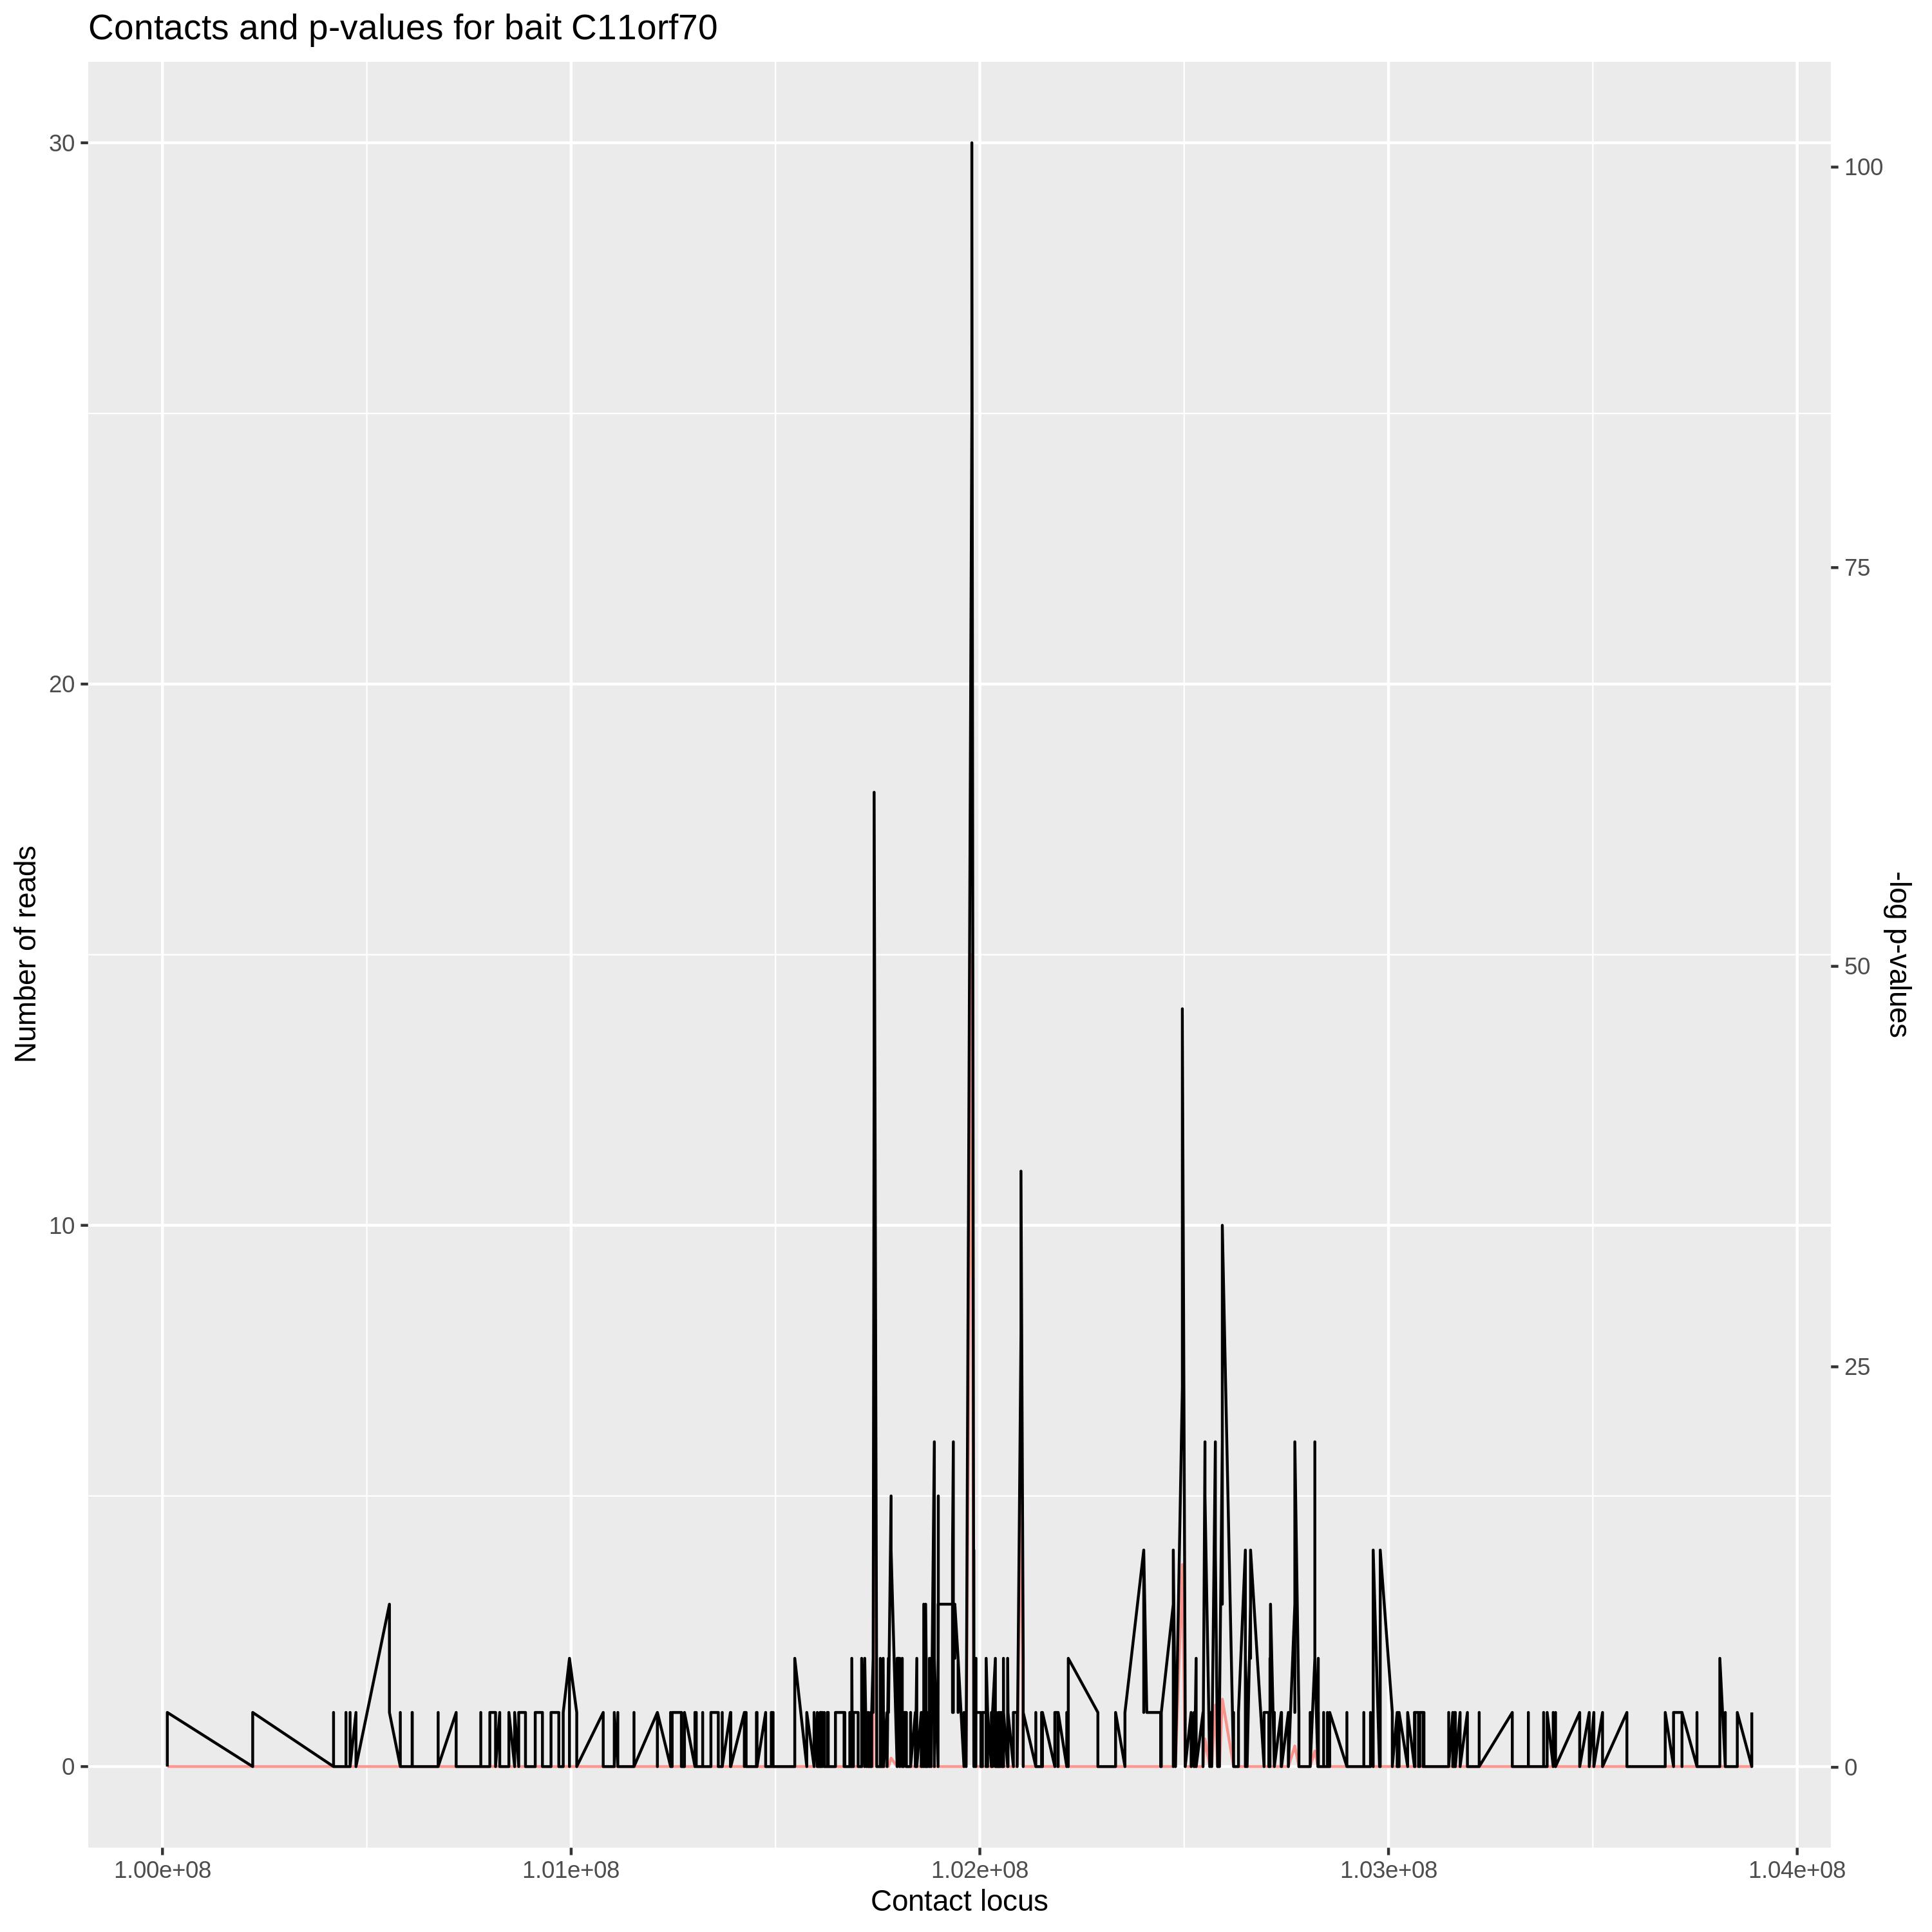 Contacts and p-values for bait C11orf70
30
20
10
0
Number of reads
100
75
50
25
0
-log p-values
1.00e+08 1.01e+08 1.02e+08 1.03e+08 1.04e+08
Contact locus